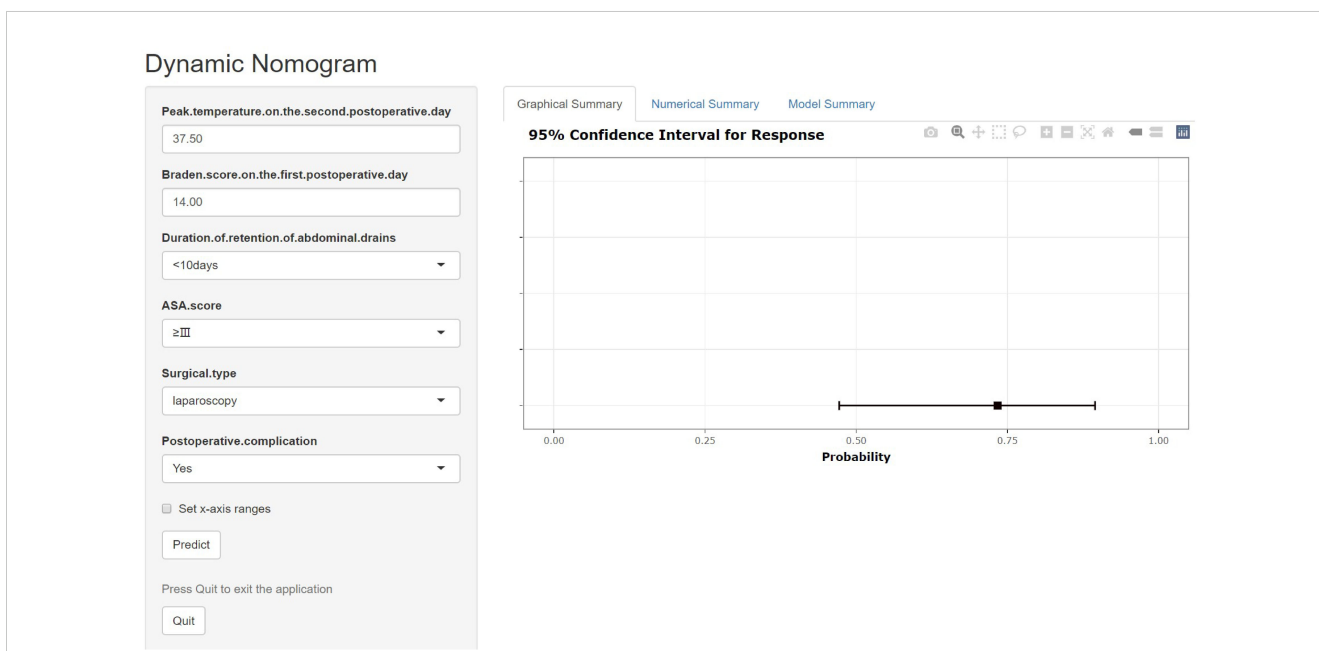 Dynamic Nomogram
Peak.temperature.on.the.second.postoperative.day
37.50
Braden.score.on.the.first.postoperative.day
14.00
Duration.of.retention.of.abdominal.drains
<10days
ASA.score
≥Ⅲ
Surgical.type
laparoscopy
Postoperative.complication
Yes
Set x-axis ranges
Predict
Press Quit to exit the application
Quit
Graphical Summary Numerical Summary Model Summary
95% Confidence Interval for Response
0.00 0.25 0.50 0.75 1.00
Probability